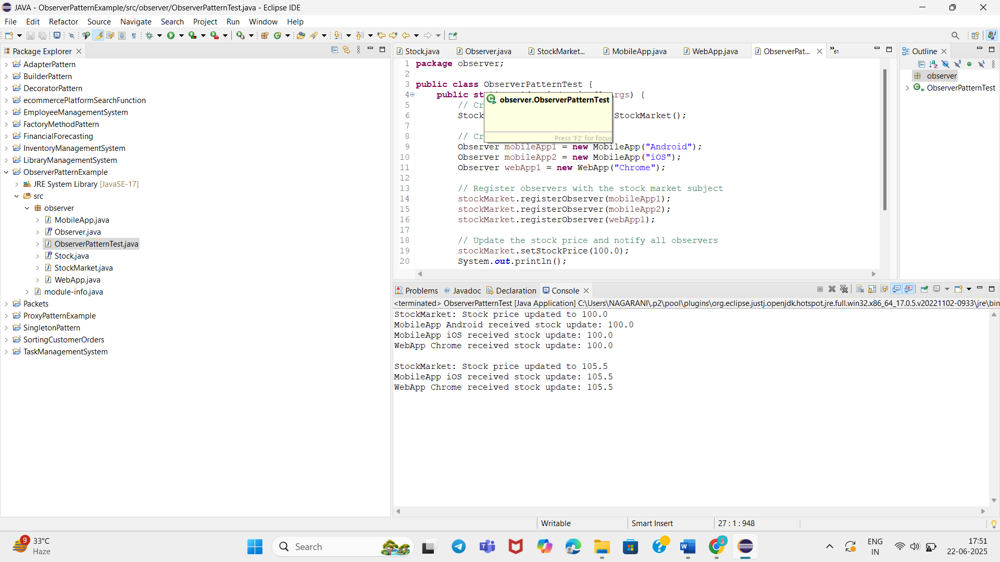 JAVA - ObserverPatternExample/src/observer/ObserverPatternTest.java - Eclipse IDE
File Edit Refactor Source Navigate Search Project Run Window Help
Package Explorer
AdapterPattern
BuilderPattern
DecoratorPattern
ecommercePlatformSearchFunction
EmployeeManagementSystem
FactoryMethodPattern
FinancialForecasting
InventoryManagementSystem
LibraryManagementSystem
ObserverPatternExample
JRE System Library [JavaSE-17]
src
observer
MobileApp.java
Observer.java
ObserverPatternTest.java
Stock.java
StockMarket.java
WebApp.java
module-info.java
Packets
ProxyPatternExample
SingletonPattern
SortingCustomerOrders
TaskManagementSystem
Stock.java Observer.java StockMarket... MobileApp.java WebApp.java ObserverPat... 61
1 package observer;
2
3 public class ObserverPatternTest {
4 public st rgs) {
5 // Cr
6 Stock StockMarket();
7
8 // Cr
9 Observer mobileApp1 = new MobileApp("Android");
10 Observer mobileApp2 = new MobileApp("iOS");
11 Observer webApp1 = new WebApp("Chrome");
12
13 // Register observers with the stock market subject
14 stockMarket.registerObserver(mobileApp1);
15 stockMarket.registerObserver(mobileApp2);
16 stockMarket.registerObserver(webApp1);
17
18 // Update the stock price and notify all observers
19 stockMarket.setStockPrice(100.0);
20 System.out.println();
observer.ObserverPatternTest
Press 'F2' for focus
Outline
observer
ObserverPatternTest
Problems Javadoc Declaration Console
<terminated> ObserverPatternTest [Java Application] C:\Users\NAGARANI\.p2\pool\plugins\org.eclipse.justj.openjdk.hotspot.jre.full.win32.x86_64_17.0.5.v20221102-0933\jre\bin
StockMarket: Stock price updated to 100.0
MobileApp Android received stock update: 100.0
MobileApp iOS received stock update: 100.0
WebApp Chrome received stock update: 100.0

StockMarket: Stock price updated to 105.5
MobileApp iOS received stock update: 105.5
WebApp Chrome received stock update: 105.5
Writable Smart Insert 27 : 1 : 948
9
33°C
Haze
Search
ENG
IN
17:51
22-06-2025